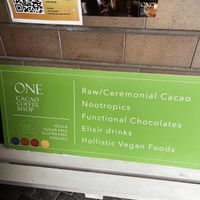 ONE
CACAO
COFFEE
SHOP
VEGAN
SUGAR FREE
GLUTEN FREE
ORGANIC
Raw/Ceremonial Cacao
Nootropics
Functional Chocolates
Elixir drinks
Hollistic Vegan Foods